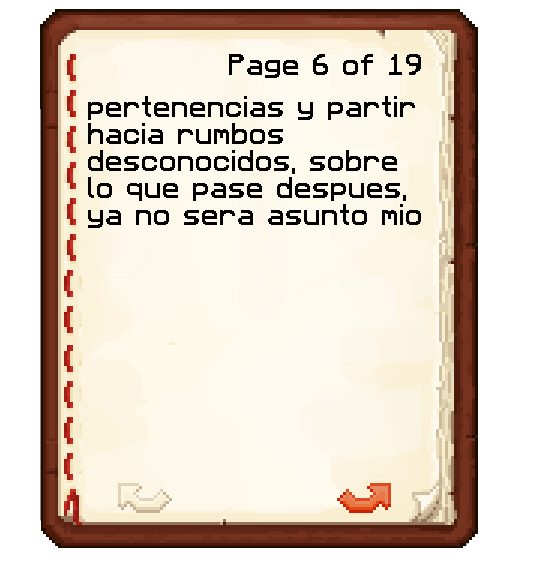 Page 6 of 19
pertenencias y partir
hacia rumbos
desconocidos, sobre
lo que pase despues,
ya no sera asunto mio